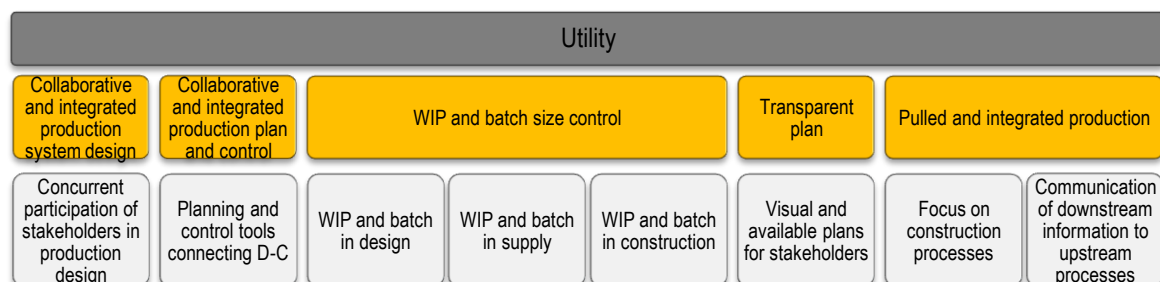 Utility
Collaborative
and integrated
production
system design
Collaborative
and integrated
production plan
and control
WIP and batch size control
Transparent
plan
Pulled and integrated production
Concurrent
participation of
stakeholders in
production
design
Planning and
control tools
connecting D-C
WIP and batch
in design
WIP and batch
in supply
WIP and batch
in construction
Visual and
available plans
for stakeholders
Focus on
construction
processes
Communication
of downstream
information to
upstream
processes